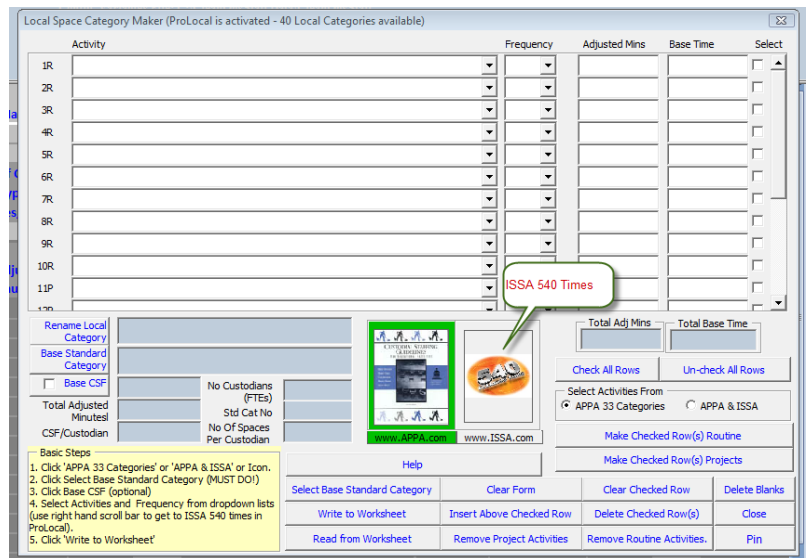 Local Space Category Maker (ProLocal is activated - 40 Local Categories available)
Activity Frequency Adjusted Mins Base Time Select
1R
2R
3R
4R
5R
6R
7R
8R
9R
10R
11P
ISSA 540 Times
Rename Local
Category
Base Standard
Category
Base CSF
Total Adjusted
Minutesl
CSF/Custodian
No Custodians
(FTEs)
Std Cat No
No Of Spaces
Per Custodian
CUSTODIAL STAFFING
GUIDELINES
www.APPA.com
540
www.ISSA.com
Total Adj Mins
Total Base Time
Check All Rows
Un-check All Rows
Select Activities From
APPA 33 Categories
APPA & ISSA
Make Checked Row(s) Routine
Make Checked Row(s) Projects
Basic Steps
1. Click 'APPA 33 Categories' or 'APPA & ISSA' or Icon.
2. Click Select Base Standard Category (MUST DO!)
3. Click Base CSF (optional)
4. Select Activities and Frequency from dropdown lists
(use right hand scroll bar to get to ISSA 540 times in
ProLocal).
5. Click 'Write to Worksheet'
Help
Select Base Standard Category
Clear Form
Clear Checked Row
Delete Blanks
Write to Worksheet
Insert Above Checked Row
Delete Checked Row(s)
Close
Read from Worksheet
Remove Project Activities
Remove Routine Activities.
Pin